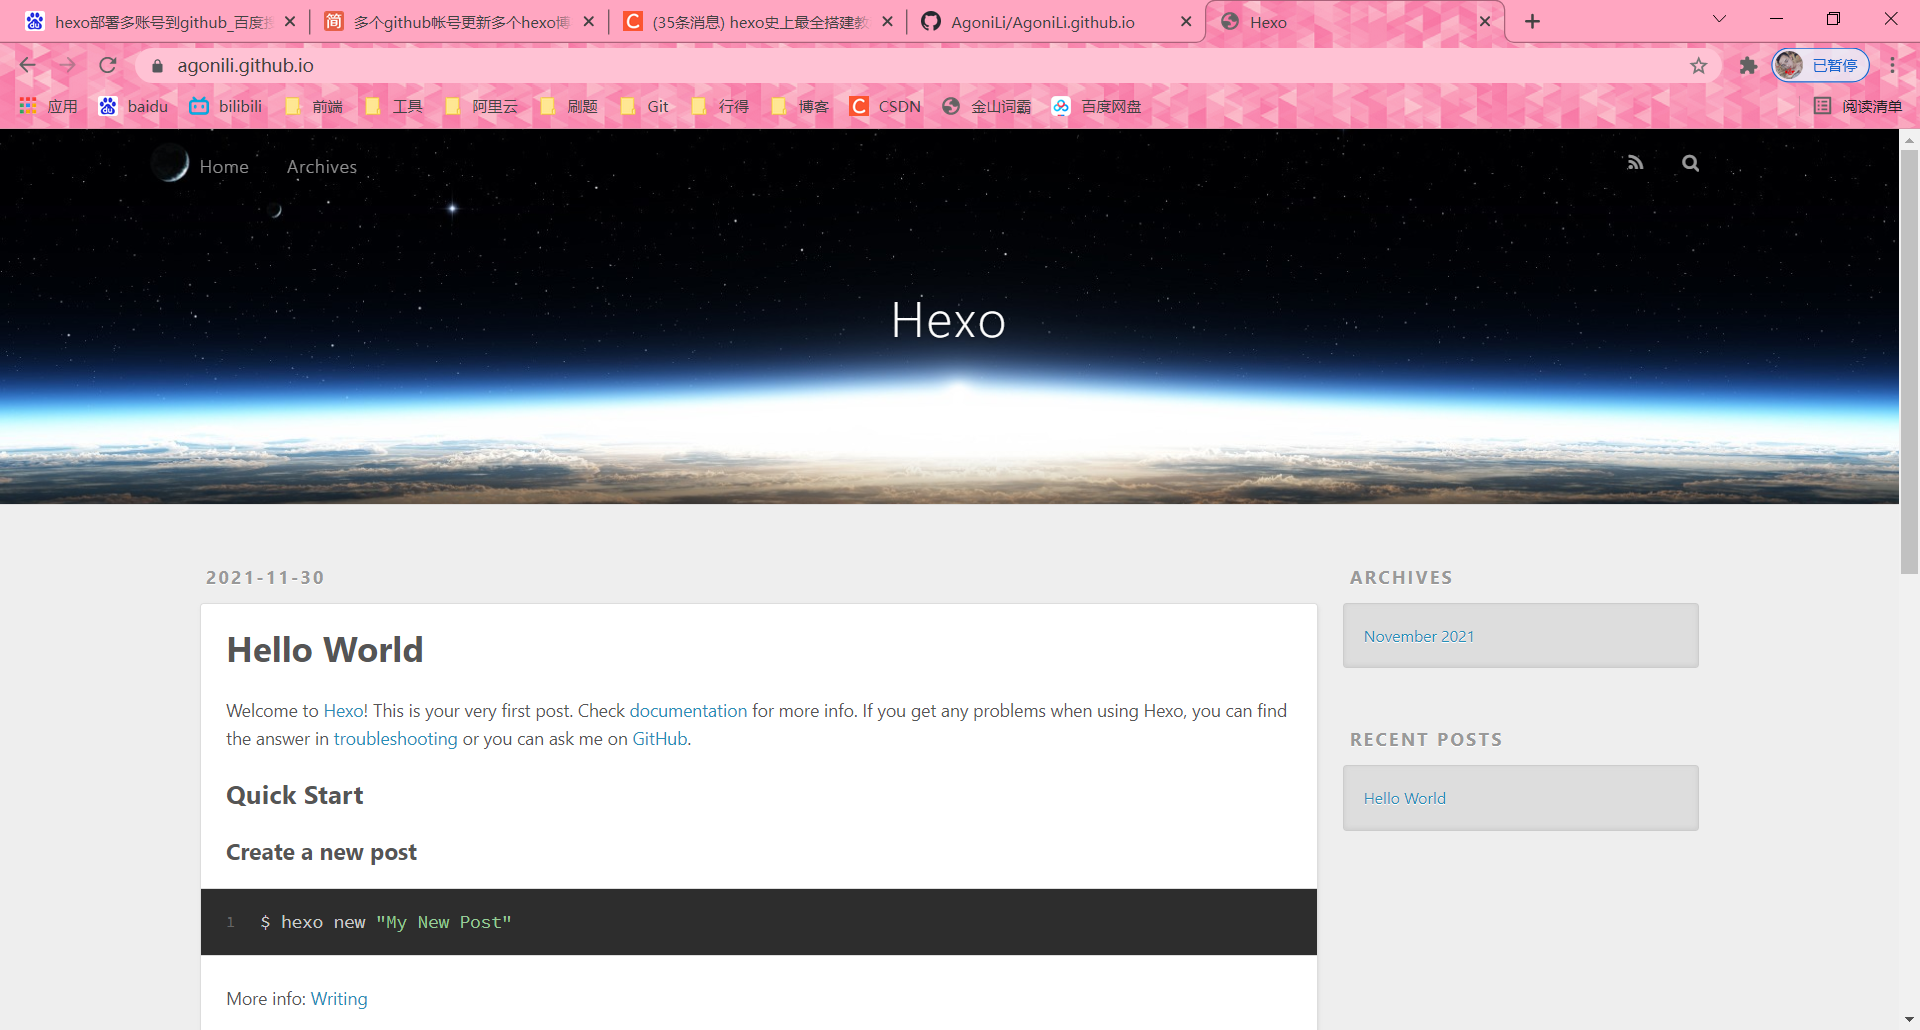 hexo部署多账号到github_百度搜
多个github帐号更新多个hexo博
(35条消息) hexo史上最全搭建教
AgoniLi/AgoniLi.github.io
Hexo
agonili.github.io
已暂停
应用
baidu
bilibili
前端
工具
阿里云
刷题
Git
行得
博客
CSDN
金山词霸
百度网盘
阅读清单
Home
Archives
Hexo
2021-11-30
Hello World
Welcome to Hexo! This is your very first post. Check documentation for more info. If you get any problems when using Hexo, you can find
the answer in troubleshooting or you can ask me on GitHub.
Quick Start
Create a new post
1 $ hexo new "My New Post"
More info: Writing
ARCHIVES
November 2021
RECENT POSTS
Hello World